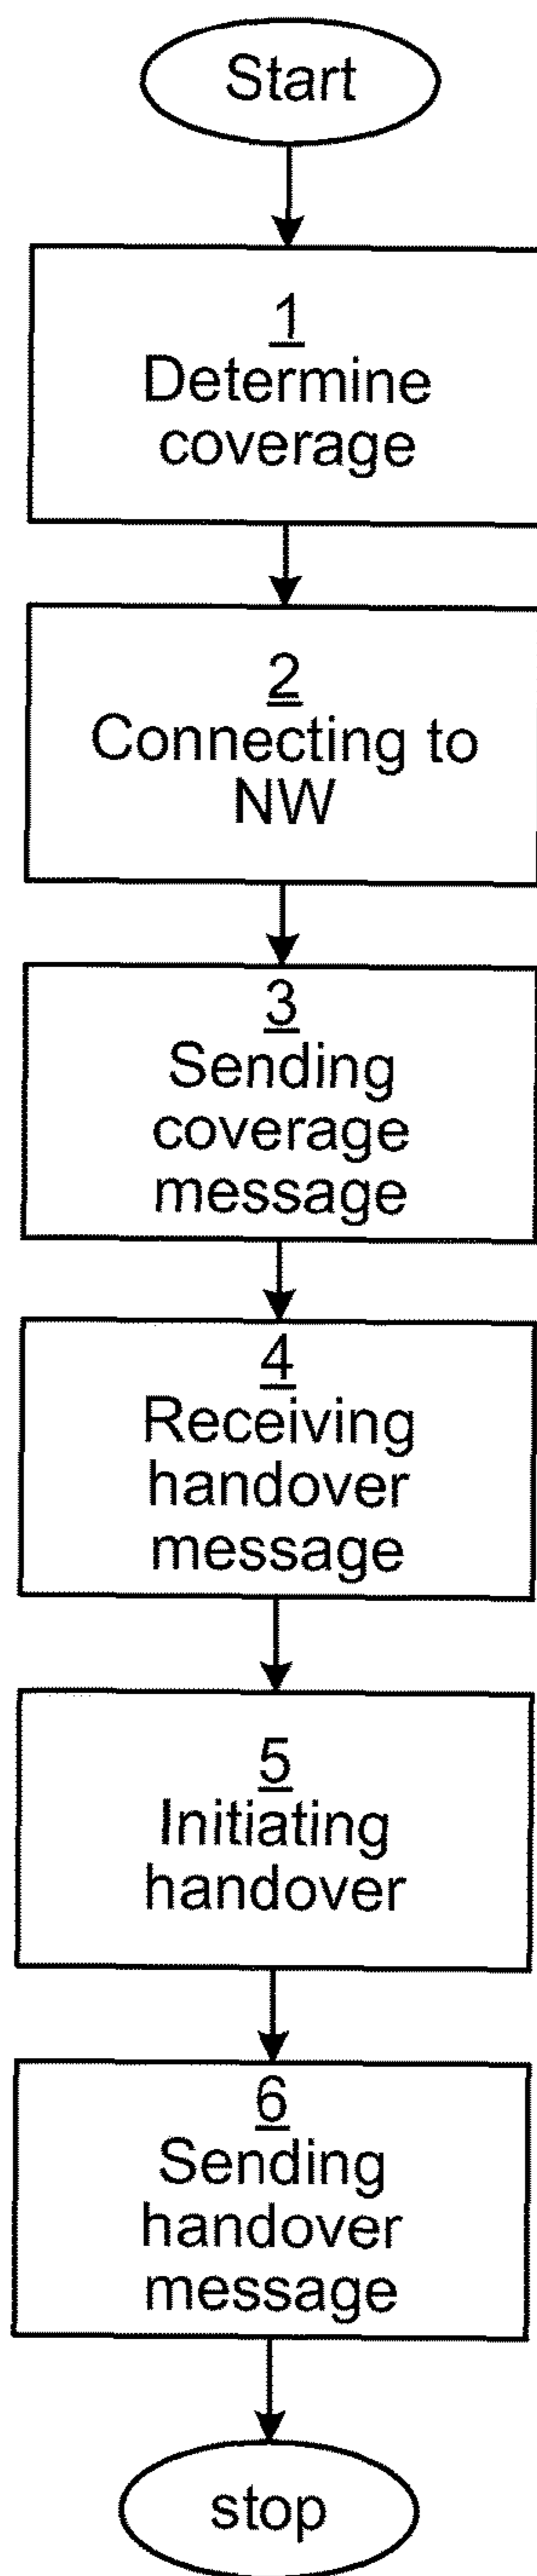 Start
1
Determine
coverage
2
Connecting to
NW
3
Sending
coverage
message
4
Receiving
handover
message
5
Initiating
handover
6
Sending
handover
message
stop